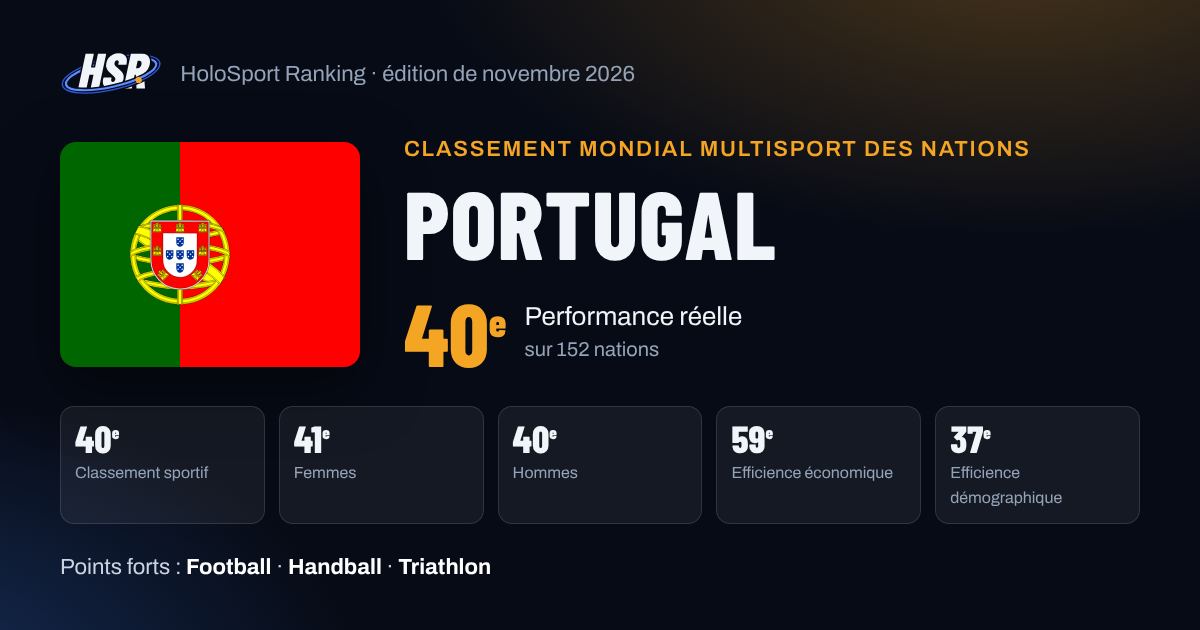 HSR HoloSport Ranking · édition de novembre 2026
CLASSEMENT MONDIAL MULTISPORT DES NATIONS
PORTUGAL
40e Performance réelle
sur 152 nations
40e
Classement sportif
41e
Femmes
40e
Hommes
59e
Efficience économique
37e
Efficience
démographique
Points forts : Football · Handball · Triathlon